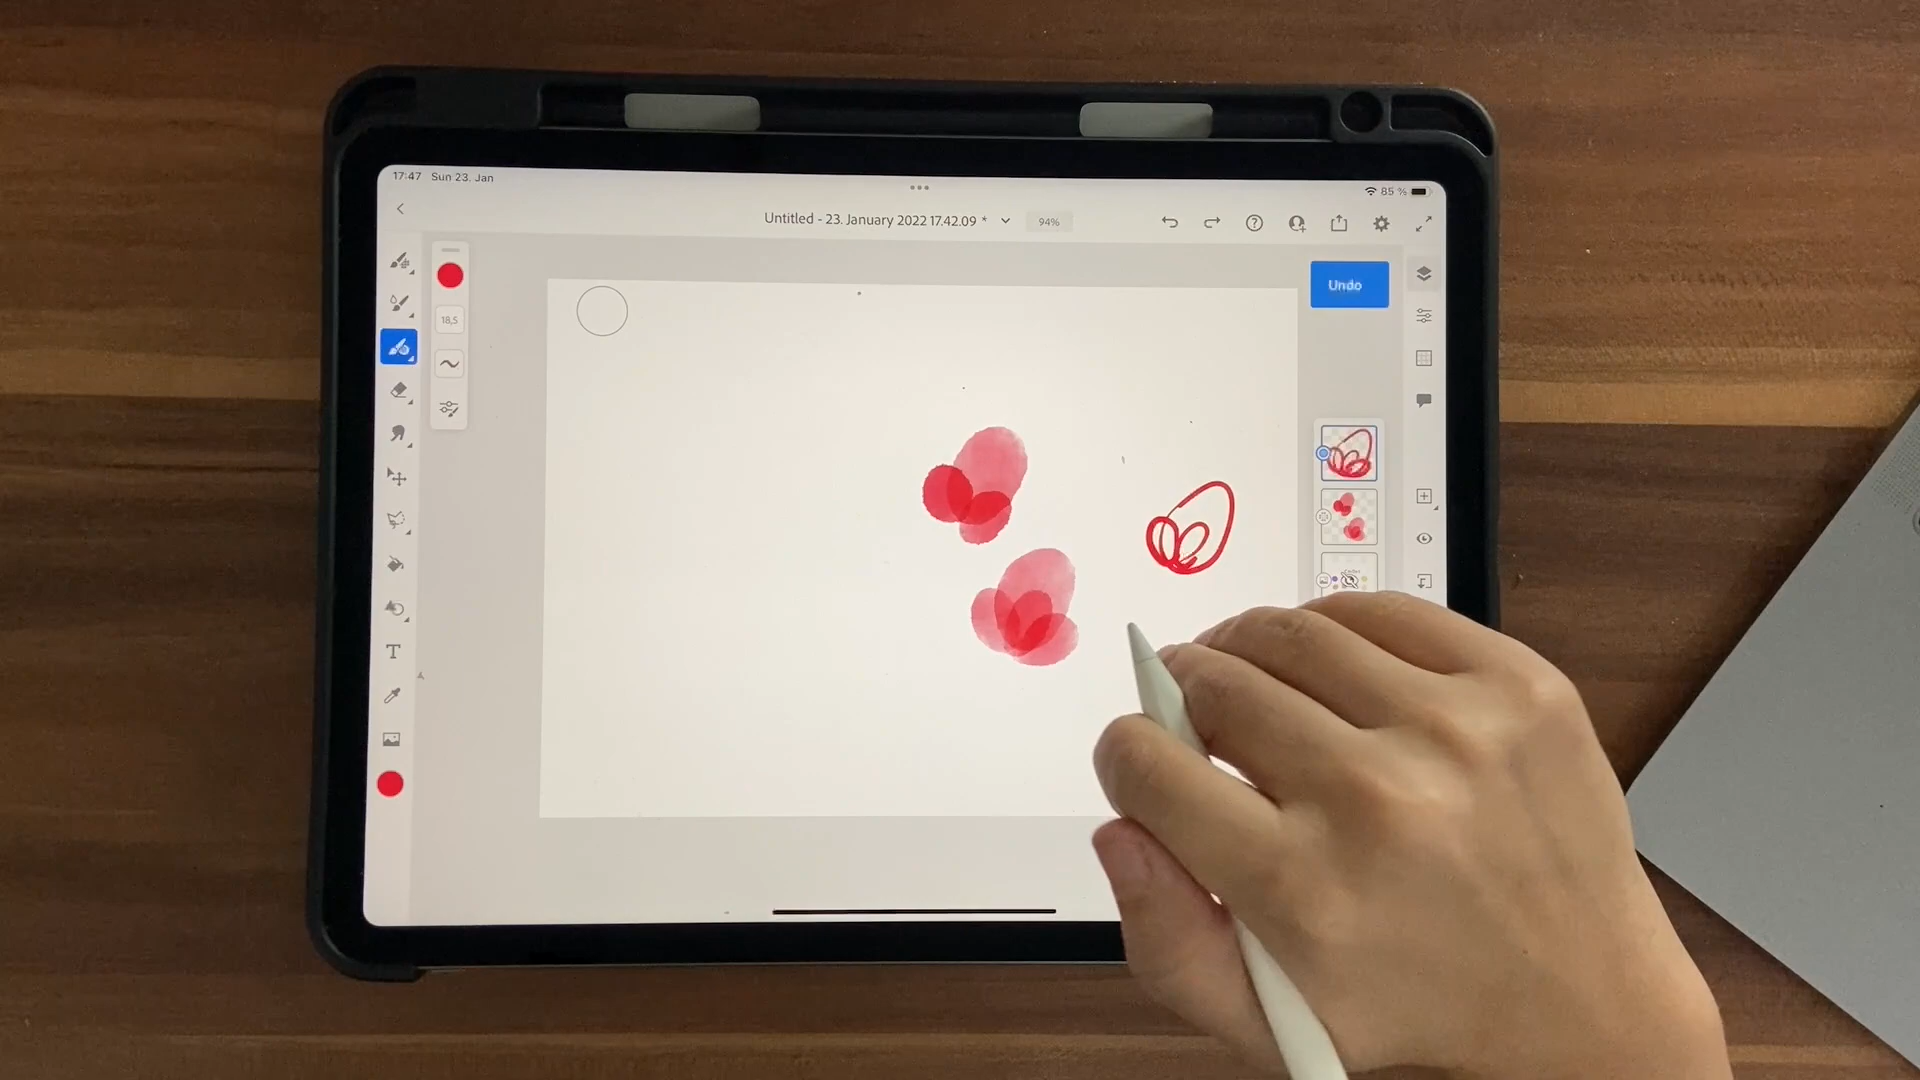 17:47 Sun 23. Jan
85 %
Untitled - 23. January 2022 17.42.09 *
94%
Undo
18,5
T